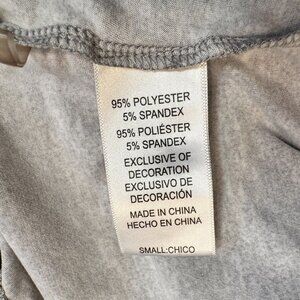 95% POLYESTER
5% SPANDEX
95% POLIÉSTER
5% SPANDEX
EXCLUSIVE OF
DECORATION
EXCLUSIVO DE
DECORACIÓN
MADE IN CHINA
HECHO EN CHINA
SMALL:CHICO